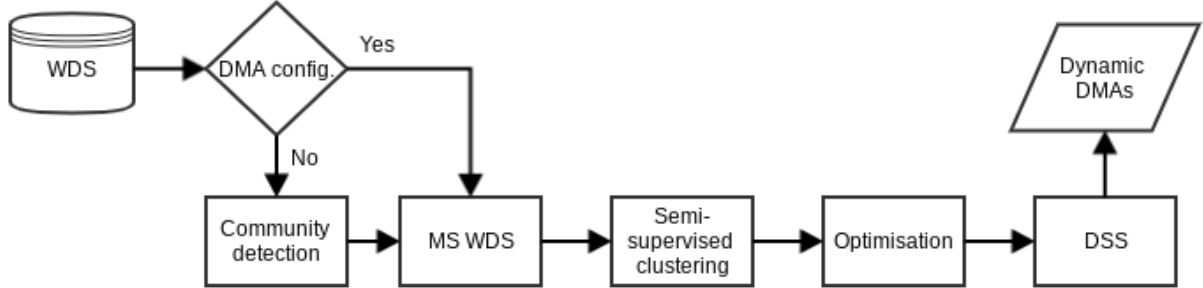 WDS
DMA config.
Yes
No
Community
detection
MS WDS
Semi-
supervised
clustering
Optimisation
DSS
Dynamic
DMAs